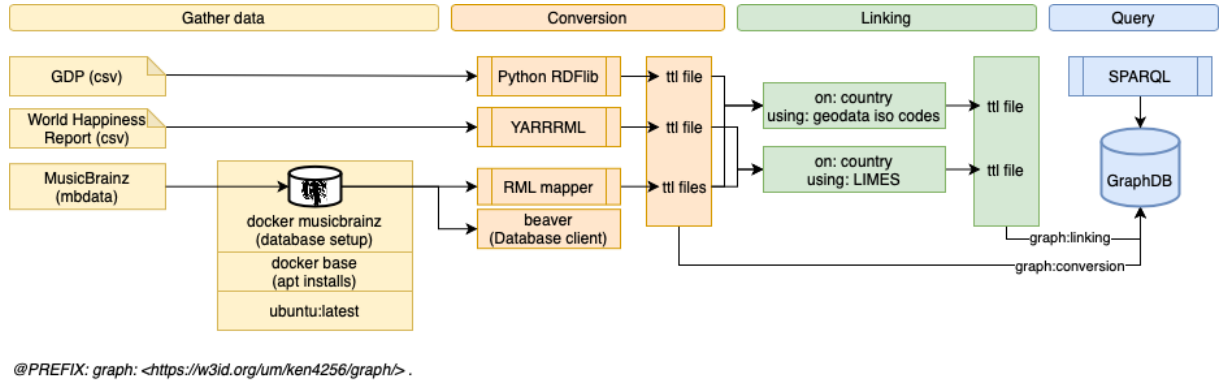 Gather data
Conversion
Linking
Query
GDP (csv)
World Happiness
Report (csv)
MusicBrainz
(mbdata)
docker musicbrainz
(database setup)
docker base
(apt installs)
ubuntu:latest
Python RDFlib
YARRRML
RML mapper
beaver
(Database client)
ttl file
ttl file
ttl files
on: country
using: geodata iso codes
on: country
using: LIMES
ttl file
ttl file
SPARQL
GraphDB
graph:linking
graph:conversion
@PREFIX: graph: <https://w3id.org/um/ken4256/graph/> .